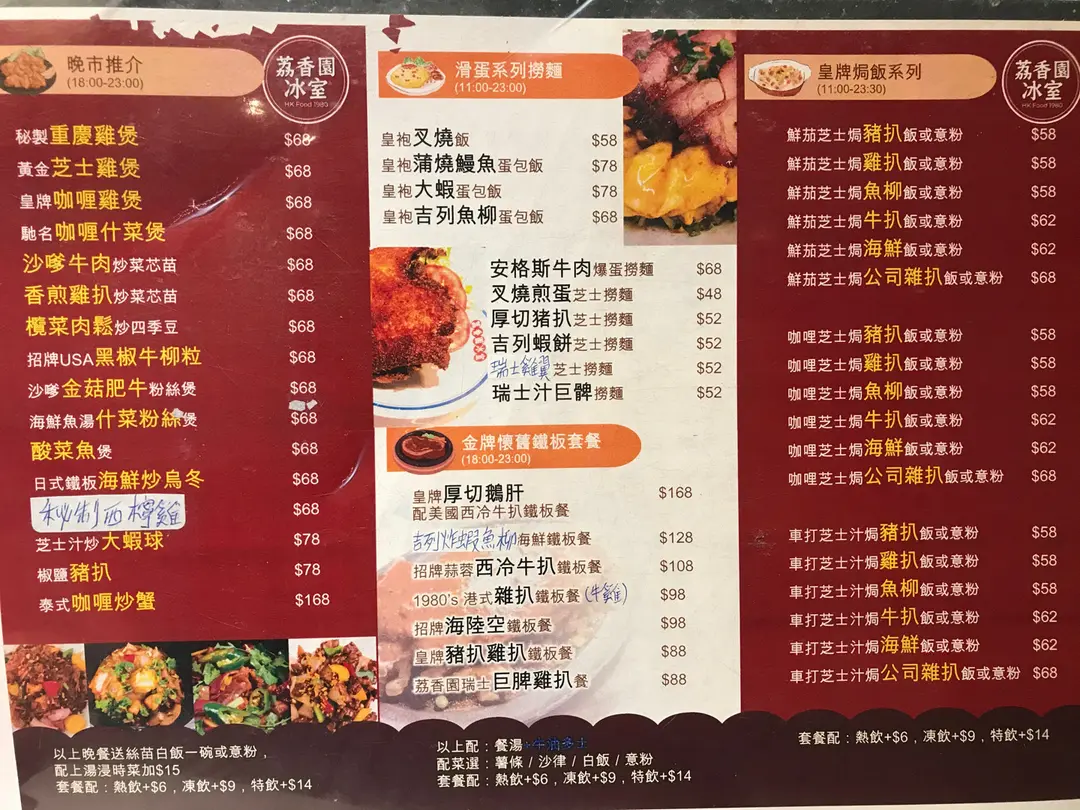 晚市推介
(18:00-23:00)
荔香園
冰室
HK Food 1980
秘製重慶雞煲 $68
黃金芝士雞煲 $68
皇牌咖喱雞煲 $68
馳名咖喱什菜煲 $68
沙嗲牛肉炒菜芯苗 $68
香煎雞扒炒菜芯苗 $68
欖菜肉鬆炒四季豆 $68
招牌USA黑椒牛柳粒 $68
沙嗲金菇肥牛粉絲煲 $68
海鮮魚湯什菜粉絲煲 $68
酸菜魚煲 $68
日式鐵板海鮮炒烏冬 $68
秘制西檸雞 $68
芝士汁炒大蝦球 $78
椒鹽豬扒 $78
泰式咖喱炒蟹 $168
以上晚餐送絲苗白飯一碗或意粉，
配上湯浸時菜加$15
套餐配：熱飲+$6，凍飲+$9，特飲+$14
滑蛋系列撈麵
(11:00-23:00)
皇袍叉燒飯 $58
皇袍蒲燒鰻魚蛋包飯 $78
皇袍大蝦蛋包飯 $78
皇袍吉列魚柳蛋包飯 $68
安格斯牛肉爆蛋撈麵 $68
叉燒煎蛋芝士撈麵 $48
厚切猪扒芝士撈麵 $52
吉列蝦餅芝士撈麵 $52
瑞士雞翼芝士撈麵 $52
瑞士汁巨髀撈麵 $52
金牌懷舊鐵板套餐
(18:00-23:00)
皇牌厚切鵝肝 $168
配美國西冷牛扒鐵板餐
吉列炸蝦魚柳海鮮鐵板餐 $128
招牌蒜蓉西冷牛扒鐵板餐 $108
1980's 港式雜扒鐵板餐 (牛雞) $98
招牌海陸空鐵板餐 $98
皇牌豬扒雞扒鐵板餐 $88
荔香園瑞士巨脾雞扒餐 $88
以上配：餐湯+牛油多士
配菜選：薯條 / 沙律 / 白飯 / 意粉
套餐配：熱飲+$6，凍飲+$9，特飲+$14
皇牌焗飯系列
(11:00-23:30)
荔香園
冰室
HK Food 1980
鮮茄芝士焗豬扒飯或意粉 $58
鮮茄芝士焗雞扒飯或意粉 $58
鮮茄芝士焗魚柳飯或意粉 $58
鮮茄芝士焗牛扒飯或意粉 $62
鮮茄芝士焗海鮮飯或意粉 $62
鮮茄芝士焗公司雜扒飯或意粉 $68
咖哩芝士焗豬扒飯或意粉 $58
咖哩芝士焗雞扒飯或意粉 $58
咖哩芝士焗魚柳飯或意粉 $58
咖哩芝士焗牛扒飯或意粉 $62
咖哩芝士焗海鮮飯或意粉 $62
咖哩芝士焗公司雜扒飯或意粉 $68
車打芝士汁焗豬扒飯或意粉 $58
車打芝士汁焗雞扒飯或意粉 $58
車打芝士汁焗魚柳飯或意粉 $58
車打芝士汁焗牛扒飯或意粉 $62
車打芝士汁焗海鮮飯或意粉 $62
車打芝士汁焗公司雜扒飯或意粉 $68
套餐配：熱飲+$6，凍飲+$9，特飲+$14